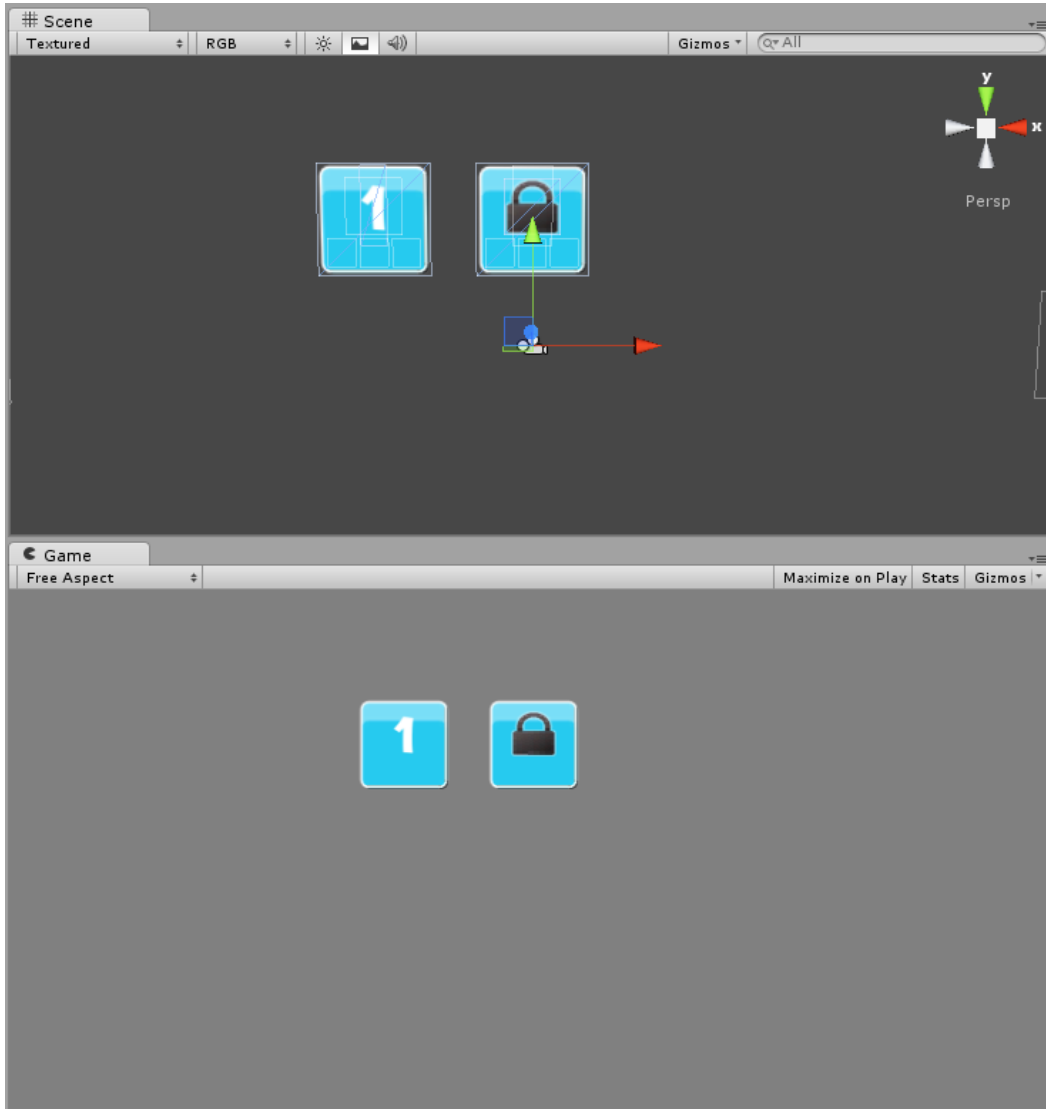 Scene
Textured RGB Gizmos All
y
x
Persp
1
Game
Free Aspect Maximize on Play Stats Gizmos
1